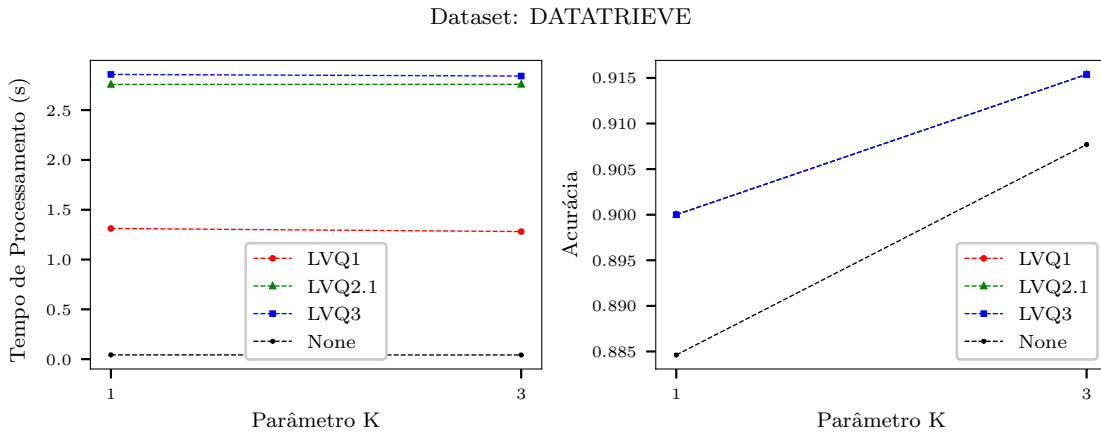 Dataset: DATATRIEVE
Tempo de Processamento (s)
2.5
2.0
1.5
1.0
0.5
0.0
LVQ1
LVQ2.1
LVQ3
None
1
3
Parâmetro K
Acurácia
0.915
0.910
0.905
0.900
0.895
0.890
0.885
LVQ1
LVQ2.1
LVQ3
None
1
3
Parâmetro K